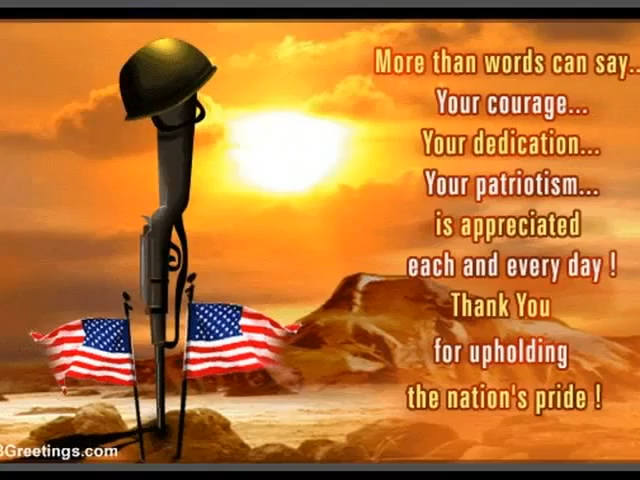 More than words can say..
Your courage...
Your dedication...
Your patriotism...
is appreciated
each and every day !
Thank You
for upholding
the nation's pride !
3Greetings.com